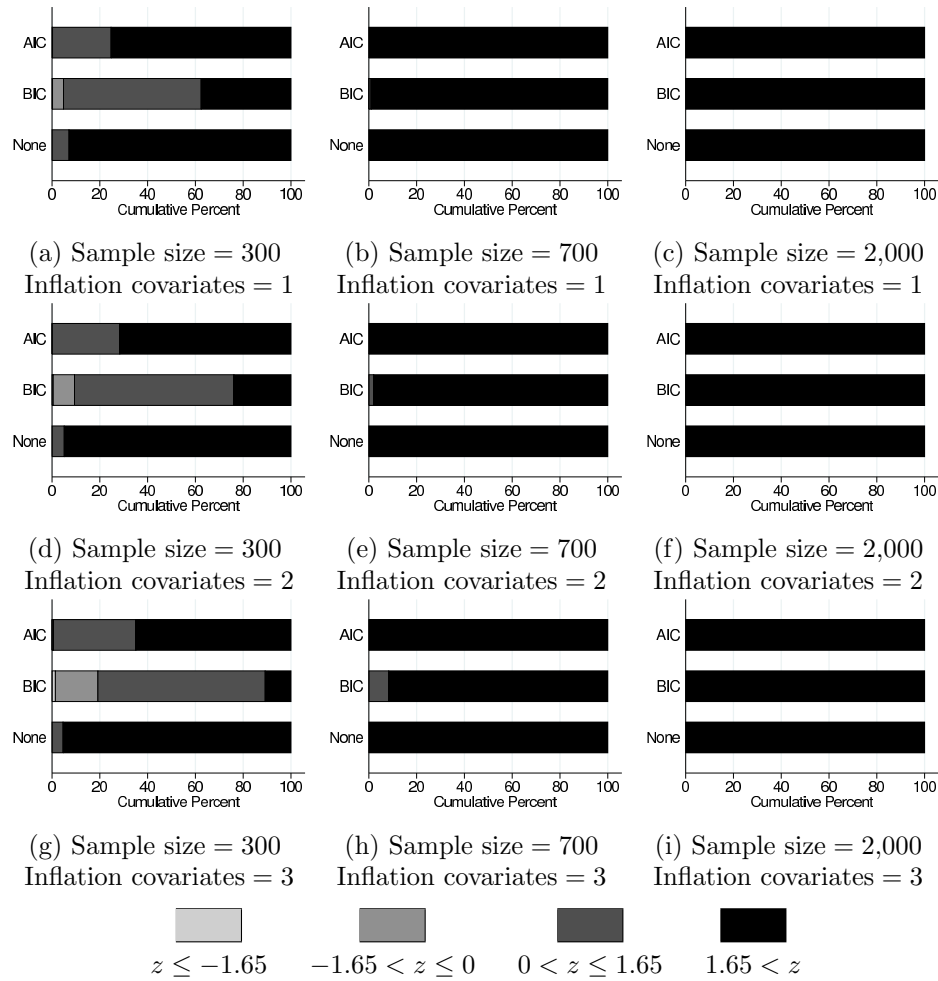 AIC
BIC
None
0 20 40 60 80 100
Cumulative Percent
AIC
BIC
None
0 20 40 60 80 100
Cumulative Percent
AIC
BIC
None
0 20 40 60 80 100
Cumulative Percent
(a) Sample size = 300
Inflation covariates = 1
(b) Sample size = 700
Inflation covariates = 1
(c) Sample size = 2,000
Inflation covariates = 1
AIC
BIC
None
0 20 40 60 80 100
Cumulative Percent
AIC
BIC
None
0 20 40 60 80 100
Cumulative Percent
AIC
BIC
None
0 20 40 60 80 100
Cumulative Percent
(d) Sample size = 300
Inflation covariates = 2
(e) Sample size = 700
Inflation covariates = 2
(f) Sample size = 2,000
Inflation covariates = 2
AIC
BIC
None
0 20 40 60 80 100
Cumulative Percent
AIC
BIC
None
0 20 40 60 80 100
Cumulative Percent
AIC
BIC
None
0 20 40 60 80 100
Cumulative Percent
(g) Sample size = 300
Inflation covariates = 3
(h) Sample size = 700
Inflation covariates = 3
(i) Sample size = 2,000
Inflation covariates = 3
z ≤ −1.65
−1.65 < z ≤ 0
0 < z ≤ 1.65
1.65 < z